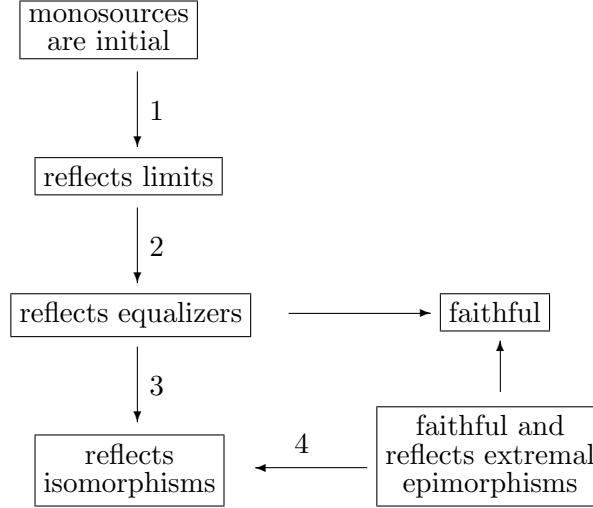 monosources
are initial
1
reflects limits
2
reflects equalizers
faithful
3
reflects
isomorphisms
4
faithful and
reflects extremal
epimorphisms